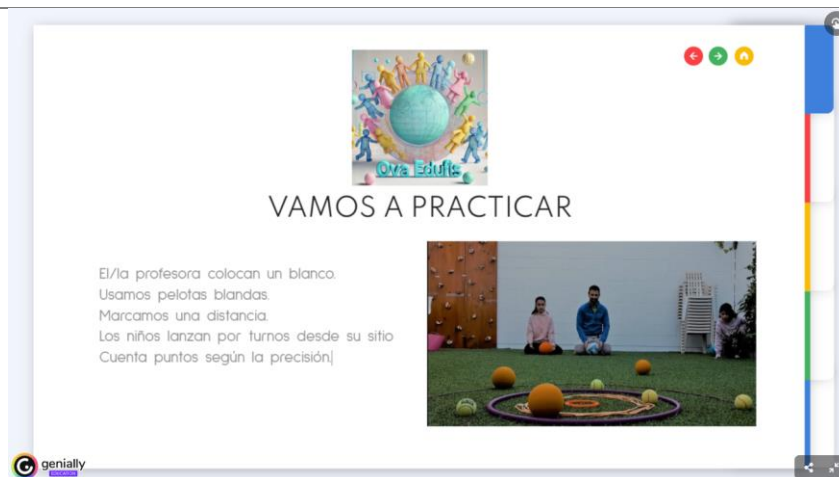 Ova Edufis
VAMOS A PRACTICAR
El/la profesora colocan un blanco.
Usamos pelotas blandas.
Marcamos una distancia.
Los niños lanzan por turnos desde su sitio
Cuenta puntos según la precisión.
genially
EDUCATION